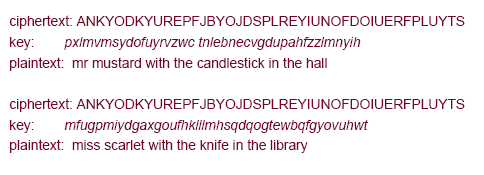 ciphertext: ANKYODKYUREPFJBYOJDSPLREYIUNOFDOIUERFPLUYTS
key: pxlmvmsydofuyrvzwc tnlebnecvgdupahfzzlmnyih
plaintext: mr mustard with the candlestick in the hall
ciphertext: ANKYODKYUREPFJBYOJDSPLREYIUNOFDOIUERFPLUYTS
key: mfugpmiydgaxgoufhklllmhsqdqogtewbqfgyovuhwt
plaintext: miss scarlet with the knife in the library